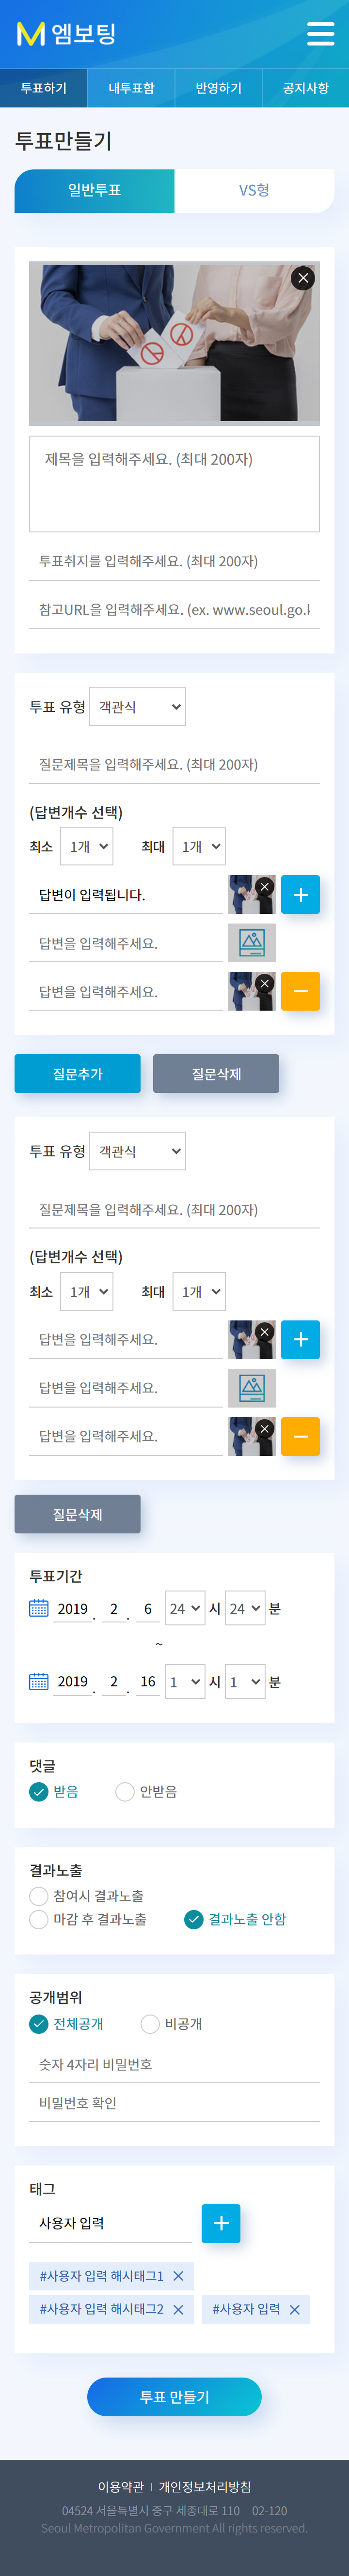 엠보팅
투표하기 내투표함 반영하기 공지사항
투표만들기
일반투표 VS형
제목을 입력해주세요. (최대 200자)
투표취지를 입력해주세요. (최대 200자)
참고URL을 입력해주세요. (ex. www.seoul.go.k
투표 유형 객관식
질문제목을 입력해주세요. (최대 200자)
(답변개수 선택)
최소 1개 최대 1개
답변이 입력됩니다.
답변을 입력해주세요.
답변을 입력해주세요.
질문추가 질문삭제
투표 유형 객관식
질문제목을 입력해주세요. (최대 200자)
(답변개수 선택)
최소 1개 최대 1개
답변을 입력해주세요.
답변을 입력해주세요.
답변을 입력해주세요.
질문삭제
투표기간
2019 . 2 . 6 24 시 24 분
~
2019 . 2 . 16 1 시 1 분
댓글
받음 안받음
결과노출
참여시 결과노출
마감 후 결과노출 결과노출 안함
공개범위
전체공개 비공개
숫자 4자리 비밀번호
비밀번호 확인
태그
사용자 입력
#사용자 입력 해시태그1
#사용자 입력 해시태그2 #사용자 입력
투표 만들기
이용약관 | 개인정보처리방침
04524 서울특별시 중구 세종대로 110 02-120
Seoul Metropolitan Government All rights reserved.